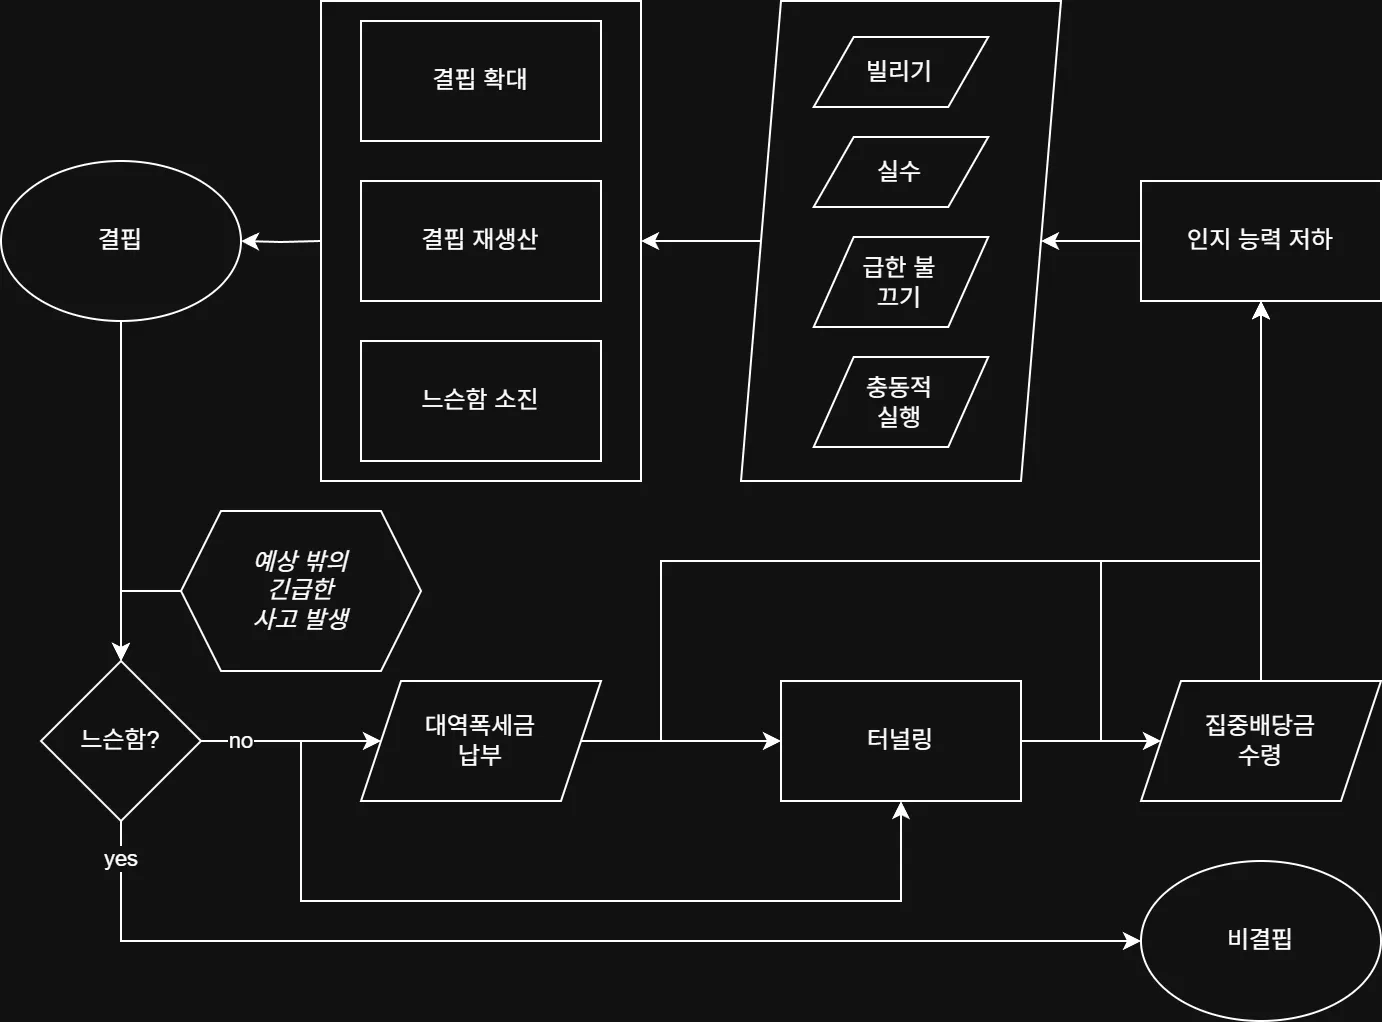 결핍 확대
빌리기
실수
결핍
결핍 재생산
급한 불
끄기
인지 능력 저하
느슨함 소진
충동적
실행
예상 밖의
긴급한
사고 발생
느슨함?
no
대역폭세금
납부
터널링
집중배당금
수령
yes
비결핍